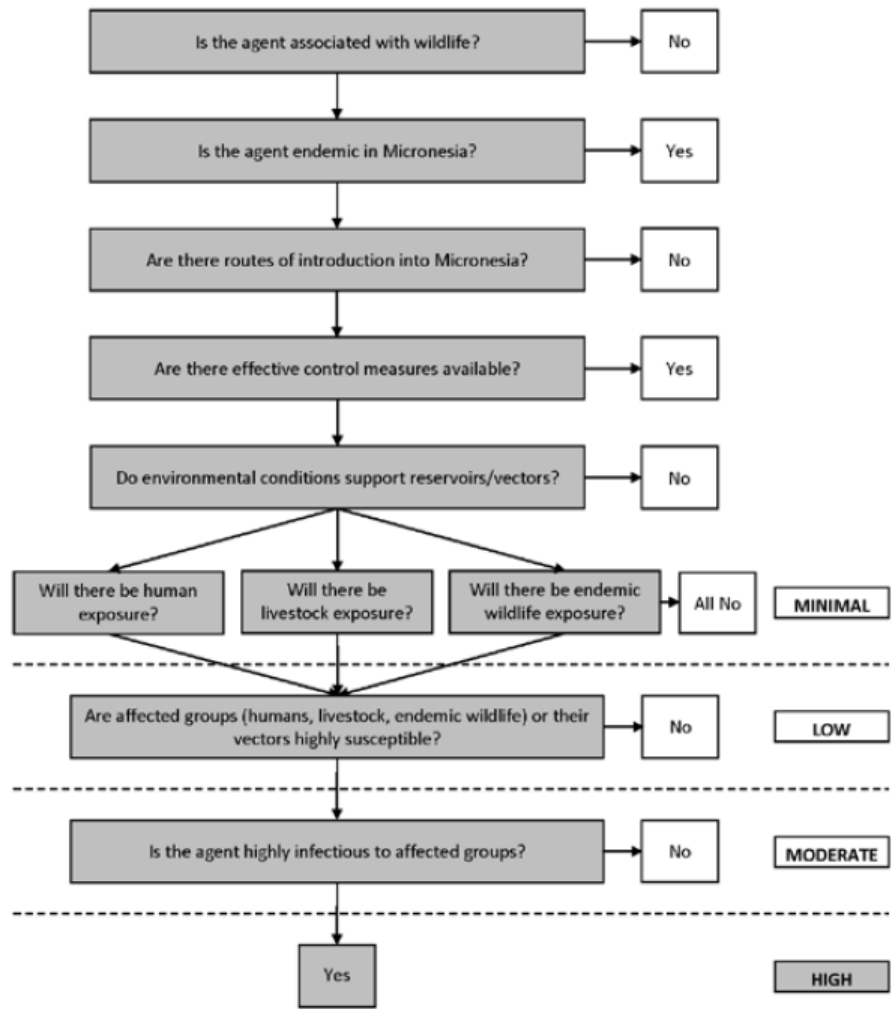 Is the agent associated with wildlife?
No
Is the agent endemic in Micronesia?
Yes
Are there routes of introduction into Micronesia?
No
Are there effective control measures available?
Yes
Do environmental conditions support reservoirs/vectors?
No
Will there be human
exposure?
Will there be
livestock exposure?
Will there be endemic
wildlife exposure?
All No
MINIMAL
Are affected groups (humans, livestock, endemic wildlife) or their
vectors highly susceptible?
No
LOW
Is the agent highly infectious to affected groups?
No
MODERATE
Yes
HIGH